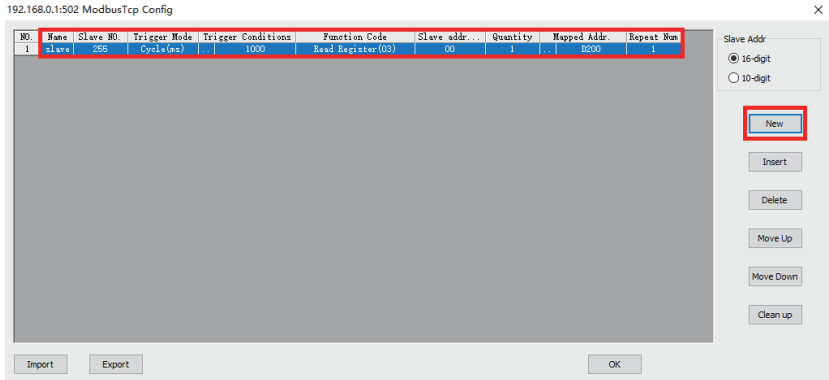 192.168.0.1:502 ModbusTcp Config
NO. Name Slave NO. Trigger Mode Trigger Conditions Function Code Slave addr... Quantity Mapped Addr. Repeat Num
1 slave 255 Cycle(ms) .. 1000 Read Register(03) 00 1 .. D200 1
Slave Addr
16-digit
10-digit
New
Insert
Delete
Move Up
Move Down
Clean up
Import Export OK